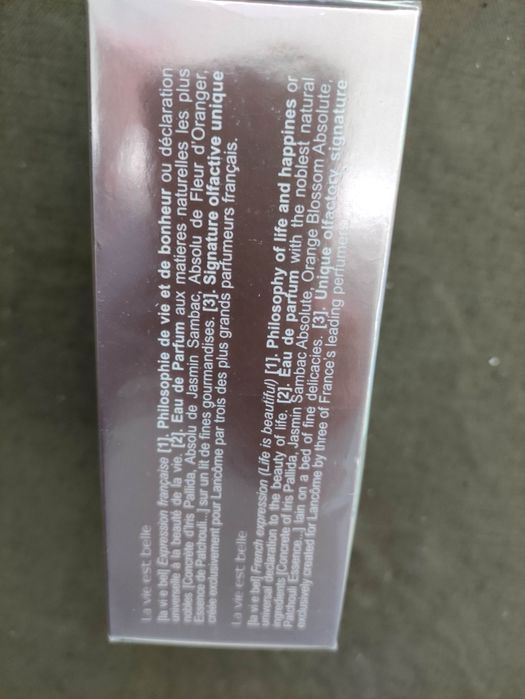 La vie est belle
[la vi e bεl] Expression française [1]. Philosophie de viè et de bonheur ou déclaration
universelle à la beauté de la vie. [2]. Eau de Parfum aux matières naturelles les plus
nobles [Concrète d'Iris Pallida, Absolu de Jasmin Sambac, Absolu de Fleur d'Oranger,
Essence de Patchouli...] sur un lit de fines gourmandises. [3]. Signature olfactive unique
créée exclusivement pour Lancôme par trois des plus grands parfumeurs français.
La vie est belle
[la vi e bεl] French expression (Life is beautiful) [1]. Philosophy of life and happines or
universal declaration to the beauty of life. [2]. Eau de parfum with the noblest natural
ingredients [Concrete of Iris Pallida, Jasmin Sambac Absolute, Orange Blossom Absolute,
Patchouli Essence...] lain on a bed of fine delicacies. [3]. Unique olfactory signature
exclusively created for Lancôme by three of France's leading perfumers.